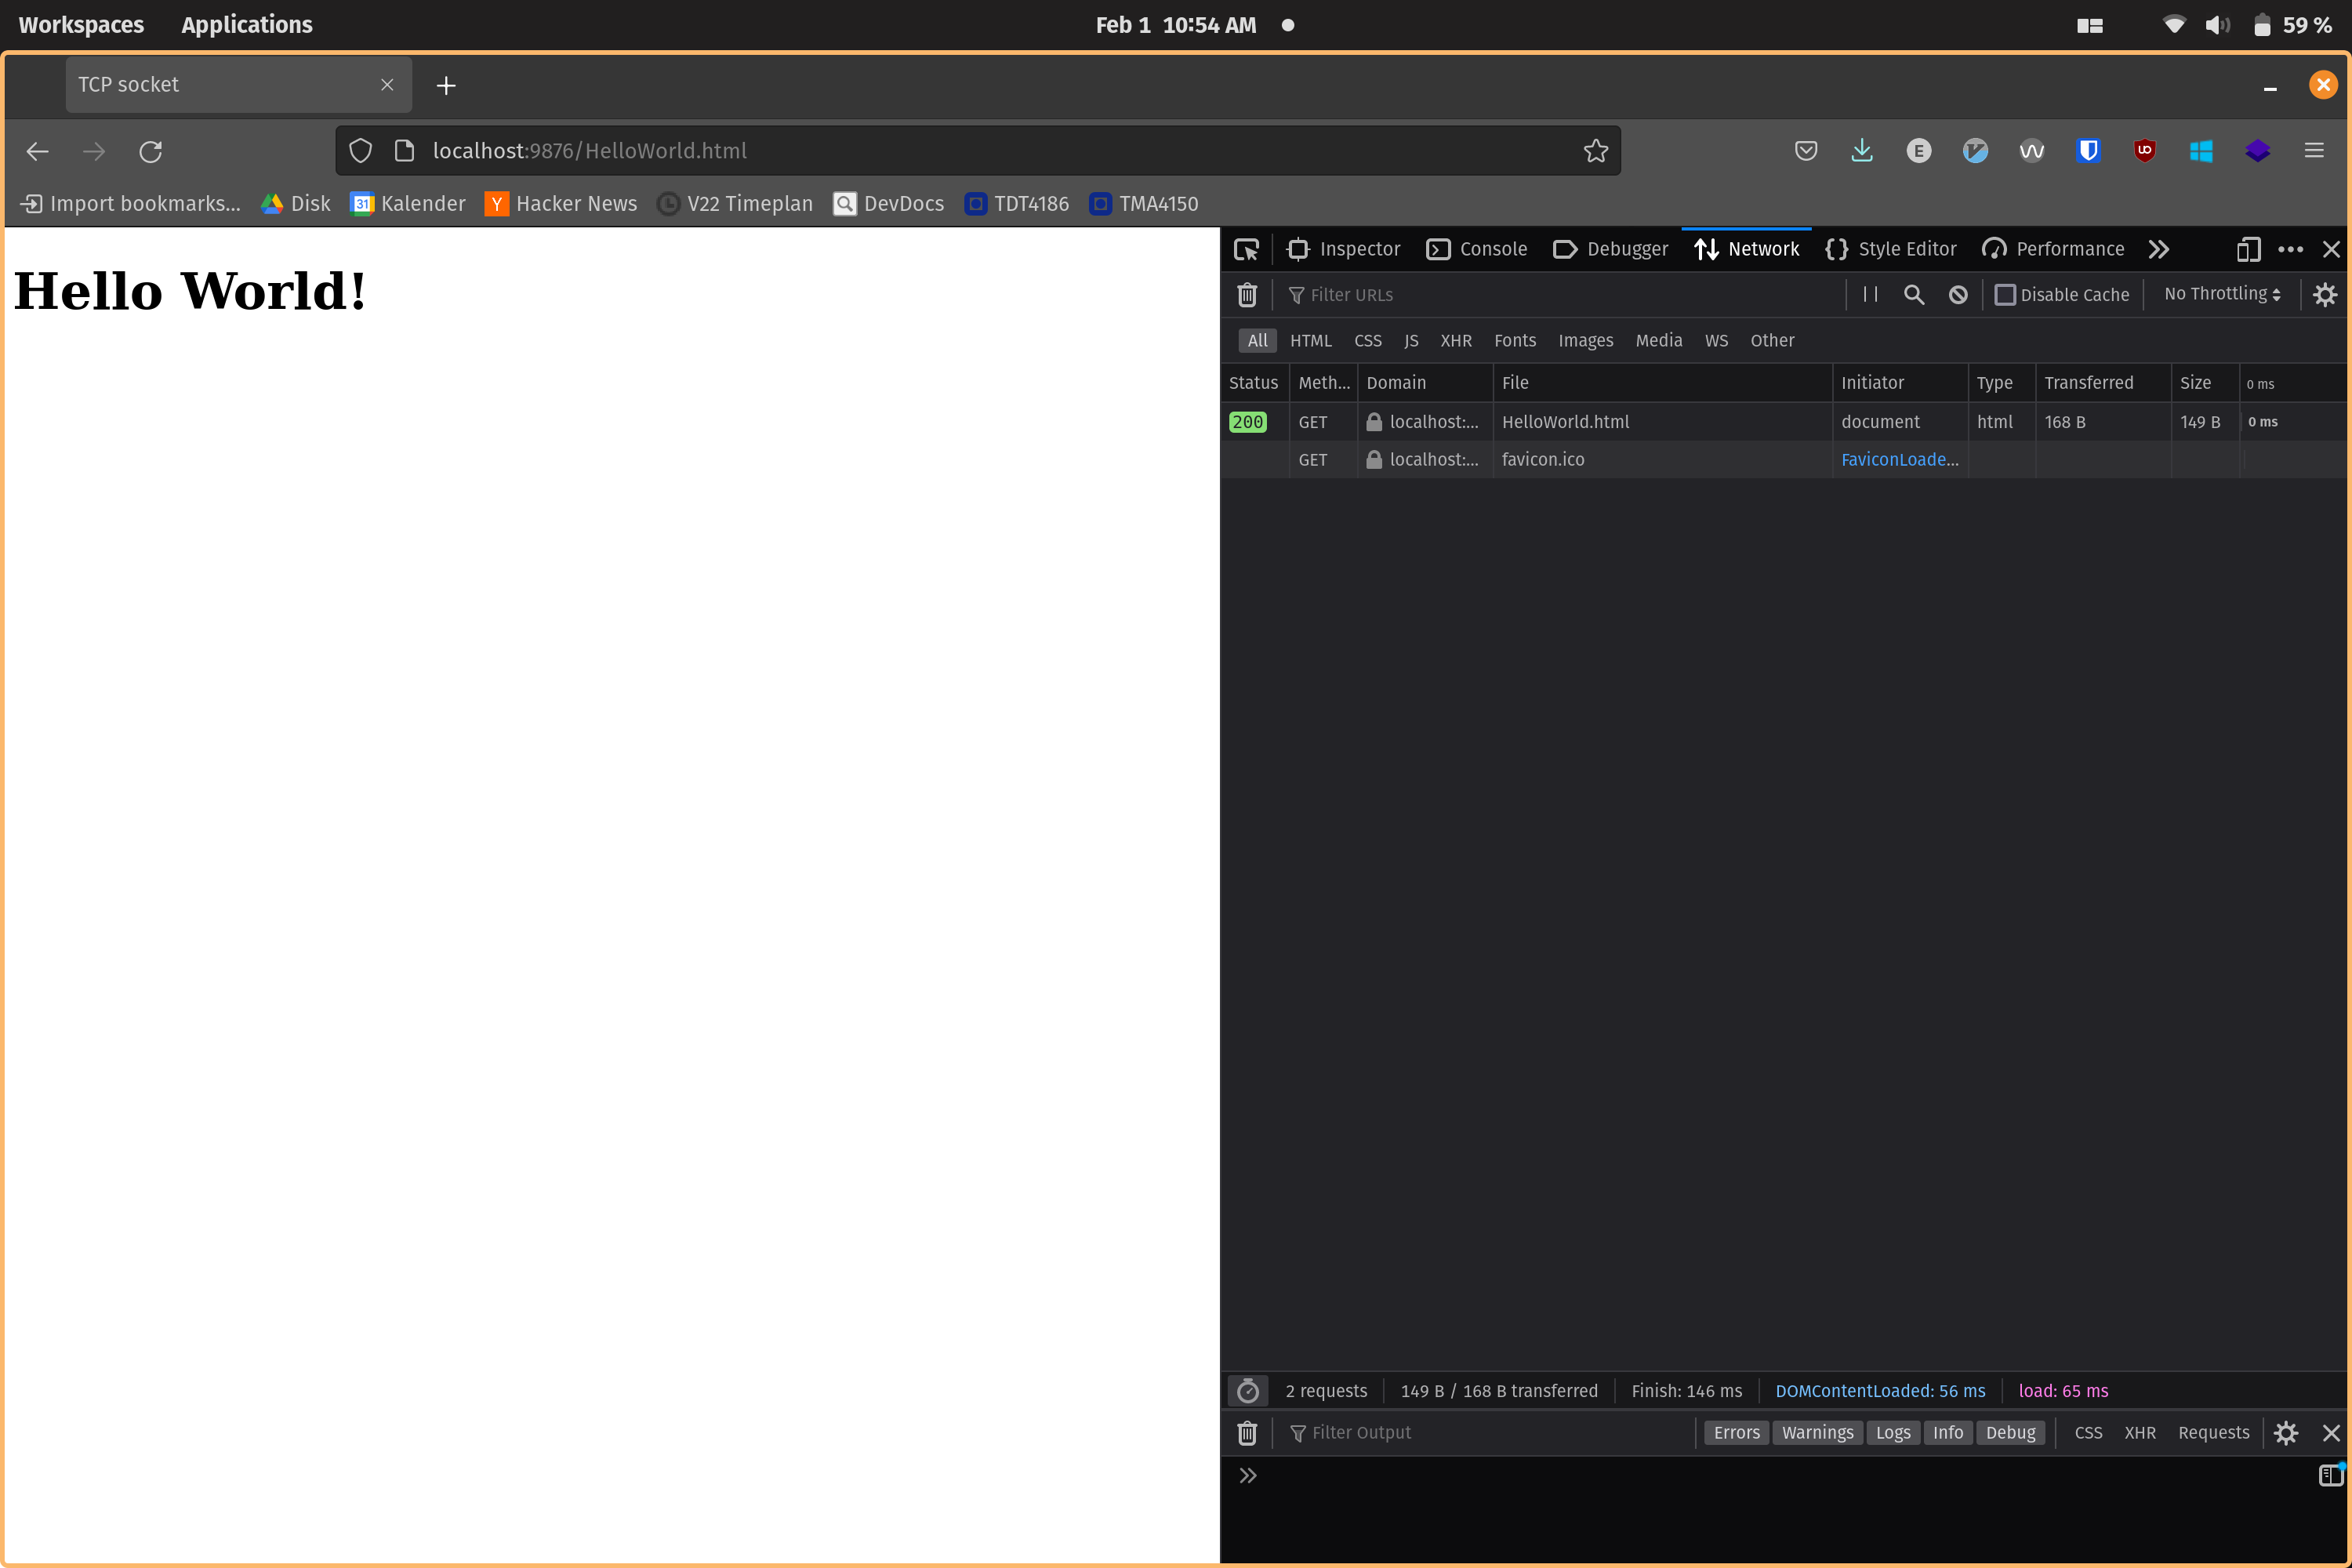 Workspaces Applications Feb 1 10:54 AM 59 %
TCP socket
localhost:9876/HelloWorld.html
Import bookmarks... Disk Kalender Hacker News V22 Timeplan DevDocs TDT4186 TMA4150
Hello World!
Inspector Console Debugger Network Style Editor Performance
Filter URLs Disable Cache No Throttling
All HTML CSS JS XHR Fonts Images Media WS Other
Status Meth... Domain File Initiator Type Transferred Size 0 ms
200 GET localhost:... HelloWorld.html document html 168 B 149 B 0 ms
GET localhost:... favicon.ico FaviconLoade...
2 requests 149 B / 168 B transferred Finish: 146 ms DOMContentLoaded: 56 ms load: 65 ms
Filter Output Errors Warnings Logs Info Debug CSS XHR Requests